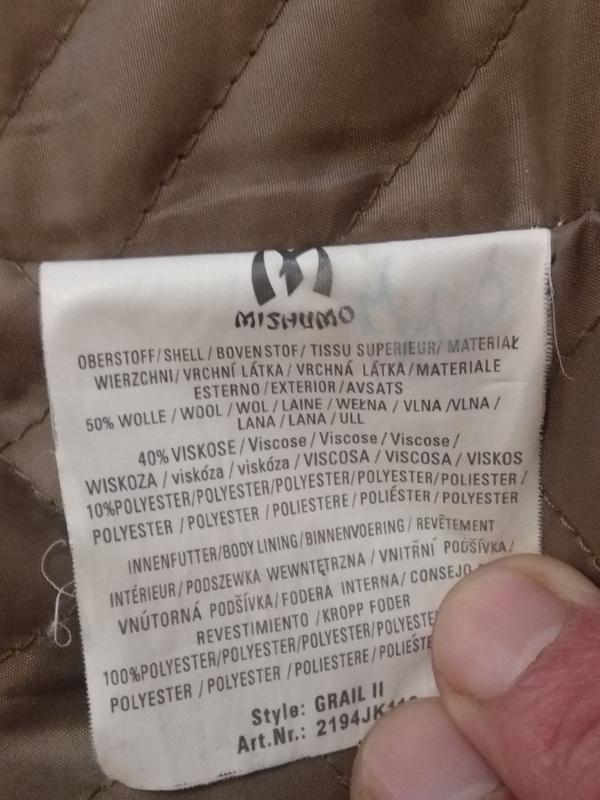 MISHUMO
OBERSTOFF/SHELL/BOVENSTOF/TISSU SUPERIEUR/MATERIAŁ
WIERZCHNI/VRCHNÍ LÁTKA/VRCHNÁ LÁTKA/MATERIALE
ESTERNO/EXTERIOR/AVSATS
50% WOLLE/WOOL/WOL/LAINE/WEŁNA/VLNA/VLNA/
LANA/LANA/ULL
40% VISKOSE/Viscose/Viscose/Viscose/
WISKOZA/viskóza/viskóza/VISCOSA/VISCOSA/VISKOS
10%POLYESTER/POLYESTER/POLYESTER/POLYESTER/POLIESTER/
POLYESTER/POLYESTER/POLIESTERE/POLIÉSTER/POLYESTER
INNENFUTTER/BODY LINING/BINNENVOERING/REVÊTEMENT
INTÉRIEUR/PODSZEWKA WEWNTĘTRZNA/VNITŘNÍ PODŠÍVKA/
VNÚTORNÁ PODŠÍVKA/FODERA INTERNA/CONSEJO
REVESTIMIENTO/KROPP FODER
100%POLYESTER/POLYESTER/POLYESTER/
POLYESTER/POLYESTER/POLIESTERE/
Style: GRAIL II
Art.Nr.: